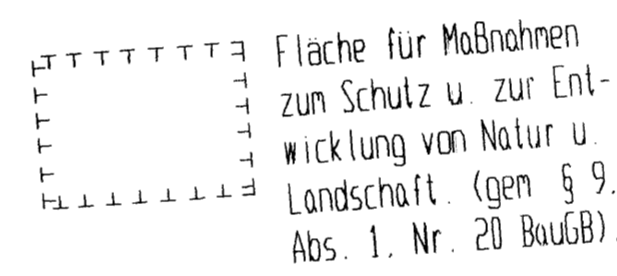 Fläche für Maßnahmen
zum Schutz u. zur Ent-
wicklung von Natur u.
Landschaft. (gem § 9.
Abs. 1. Nr. 20 BauGB).